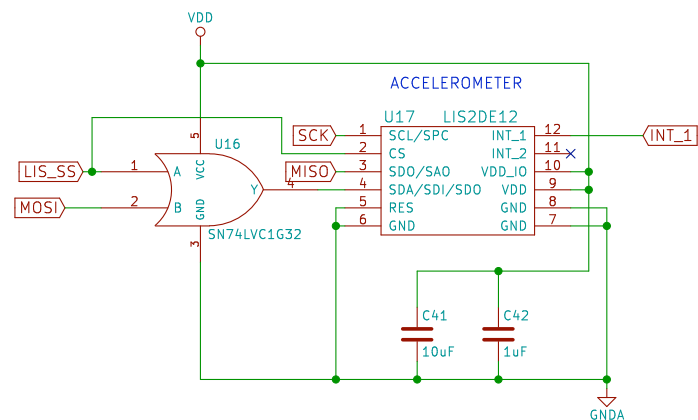 VDD
ACCELEROMETER
U17 LIS2DE12
SCK 1 SCL/SPC INT_1 12 INT_1
2 CS INT_2 11
MISO 3 SDO/SAO VDD_IO 10
4 SDA/SDI/SDO VDD 9
5 RES GND 8
6 GND GND 7
5 U16
VCC
LIS_SS 1 A
Y 4
MOSI 2 B
GND
3 SN74LVC1G32
C41 C42
10uF 1uF
GNDA